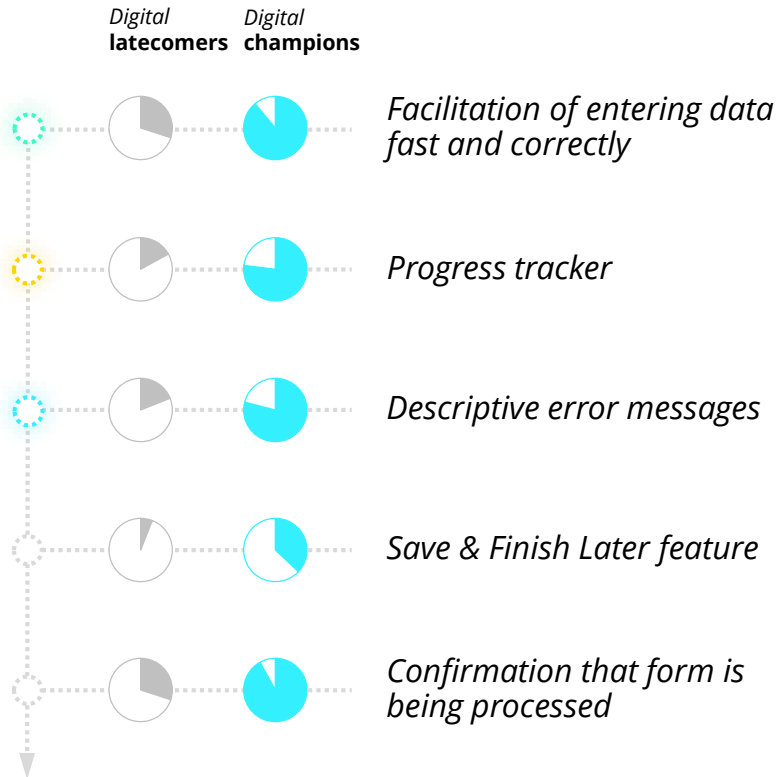 Digital Digital
latecomers champions
Facilitation of entering data
fast and correctly
Progress tracker
Descriptive error messages
Save & Finish Later feature
Confirmation that form is
being processed